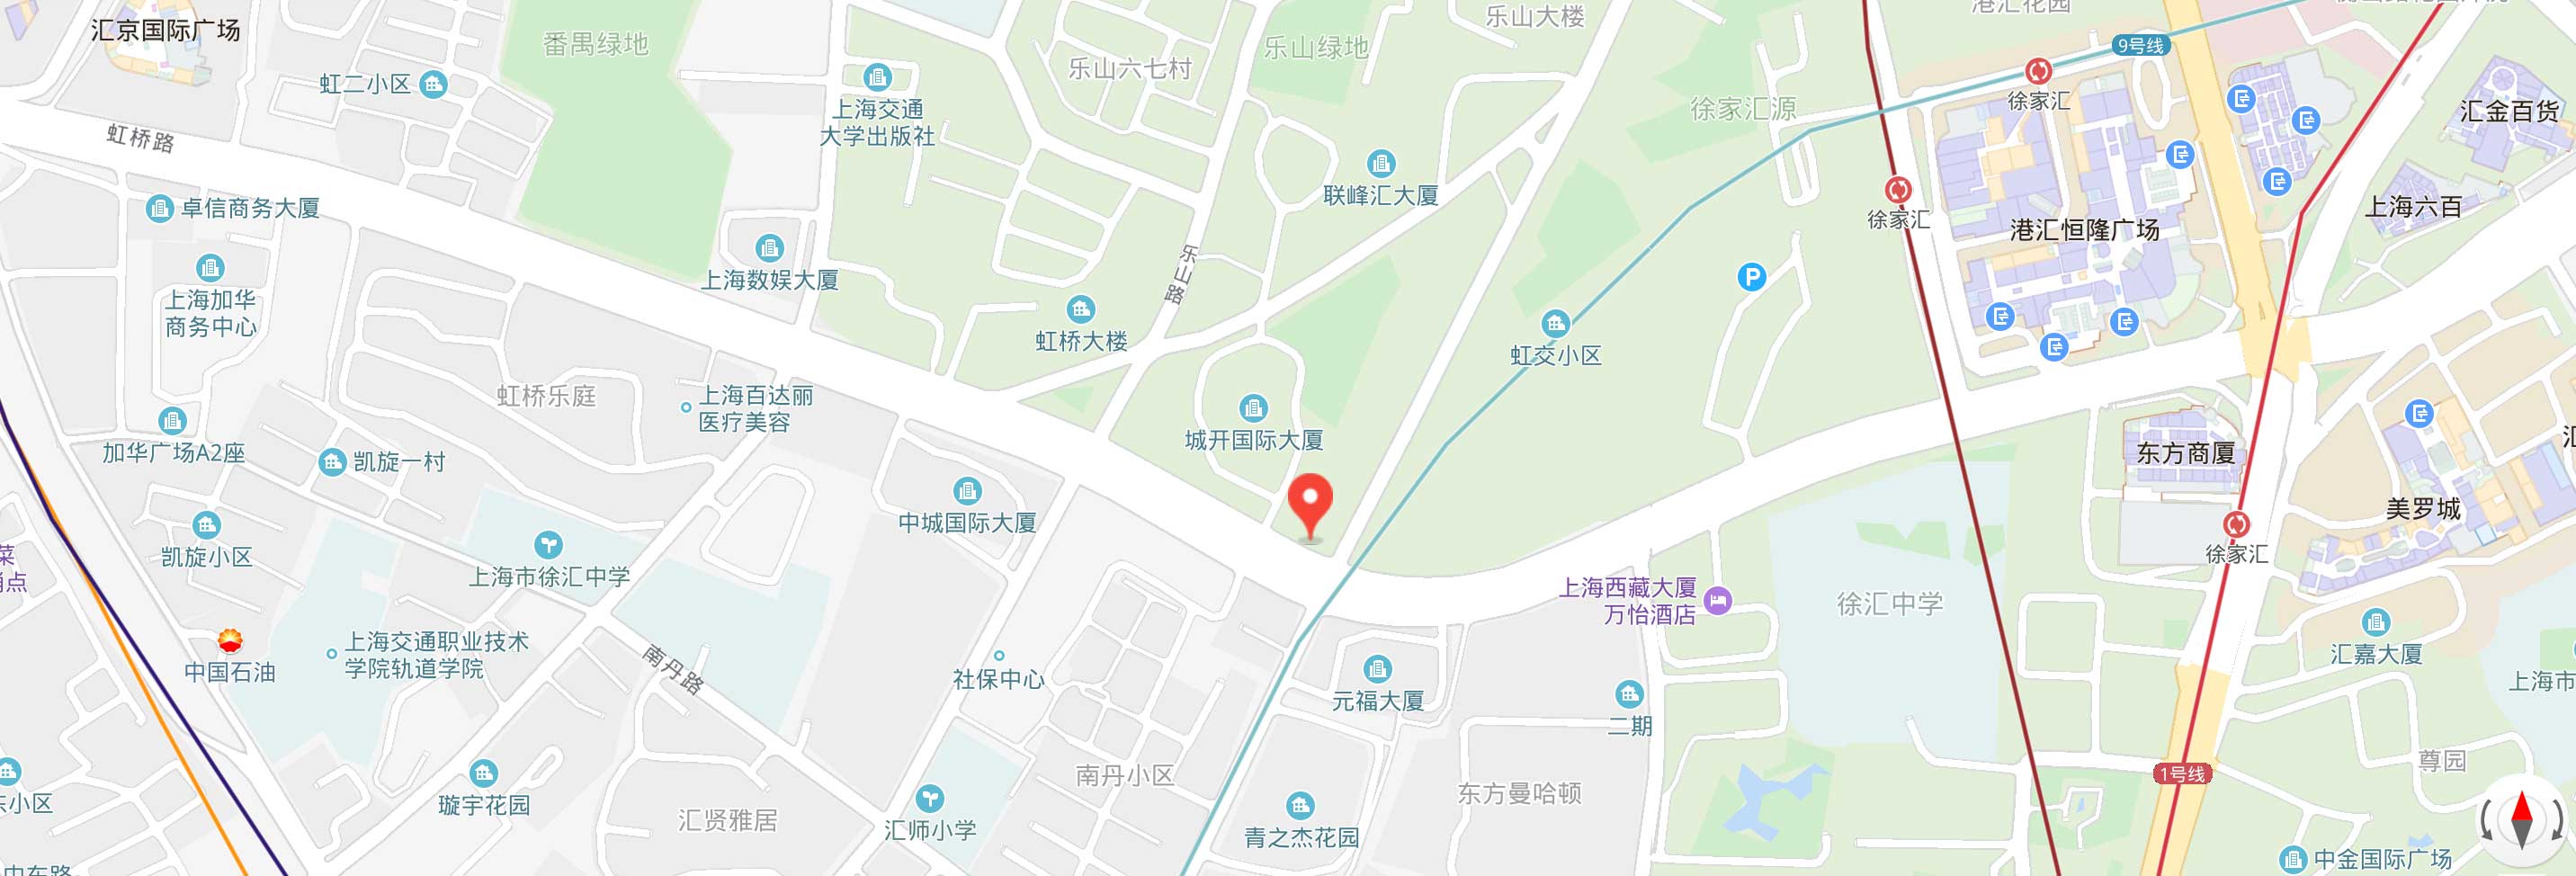 港汇花园
乐山大楼
汇京国际广场
番禺绿地
乐山绿地
9号线
乐山六七村
虹二小区
徐家汇
徐家汇源
汇金百货
上海交通
大学出版社
虹桥路
联峰汇大厦
卓信商务大厦
上海六百
徐家汇
港汇恒隆广场
乐山路
上海数娱大厦
上海加华
商务中心
虹桥大楼
虹交小区
P
虹桥乐庭
上海百达丽
医疗美容
城开国际大厦
加华广场A2座
凯旋一村
东方商厦
汇
美罗城
中城国际大厦
凯旋小区
上海市徐汇中学
徐家汇
菜
上海西藏大厦
万怡酒店
徐汇中学
上海交通职业技术
学院轨道学院
中国石油
南丹路
社保中心
汇嘉大厦
上海市
元福大厦
二期
尊园
1号线
南丹小区
东方曼哈顿
小区
璇宇花园
汇贤雅居
汇师小学
青之杰花园
中金国际广场
中东路